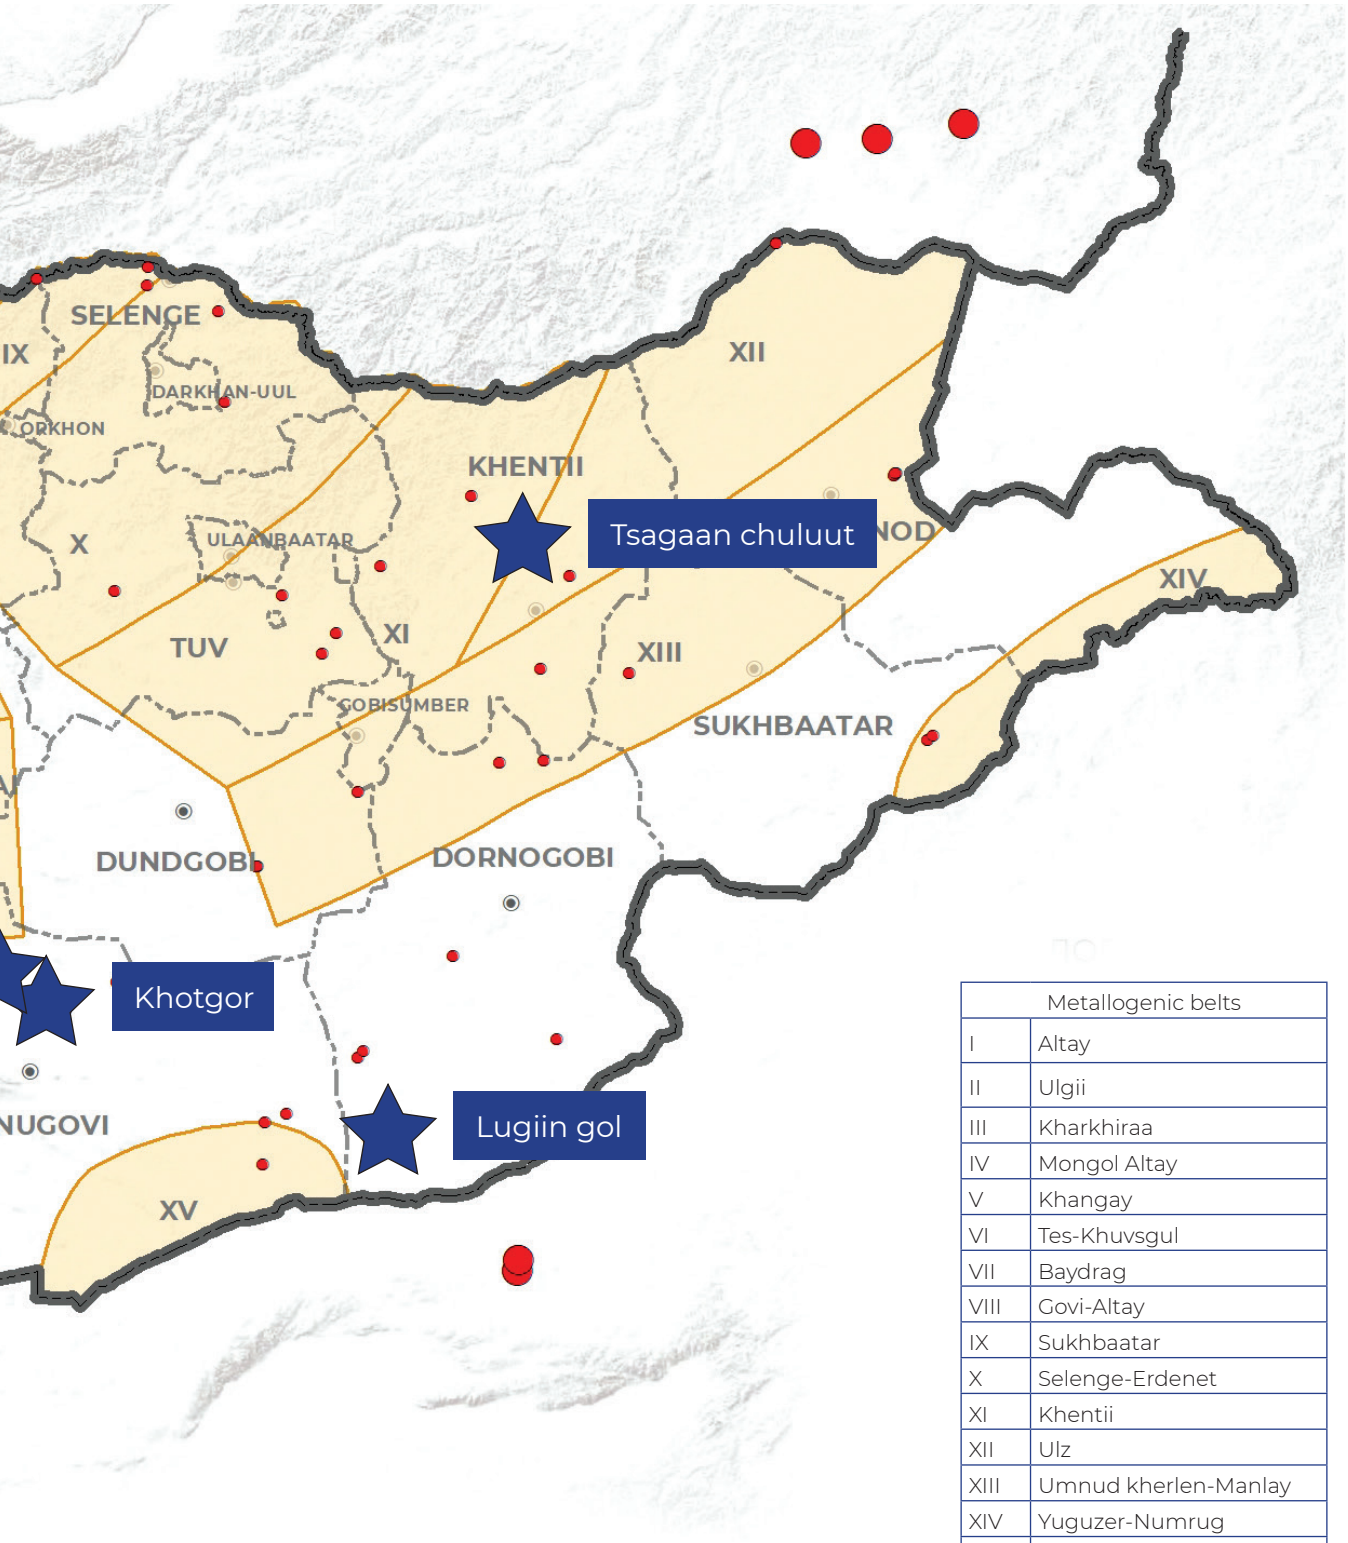 SELENGE
IX
XII
DARKHAN-UUL
ORKHON
KHENTII
Tsagaan chuluut
NOD
X
ULAANBAATAR
XIV
TUV
XI
XIII
GOBISUMBER
SUKHBAATAR
AI
DUNDGOBI
DORNOGOBI
Khotgor
NUGOVI
Lugiin gol
XV
Metallogenic belts
I Altay
II Ulgii
III Kharkhiraa
IV Mongol Altay
V Khangay
VI Tes-Khuvsgul
VII Baydrag
VIII Govi-Altay
IX Sukhbaatar
X Selenge-Erdenet
XI Khentii
XII Ulz
XIII Umnud kherlen-Manlay
XIV Yuguzer-Numrug